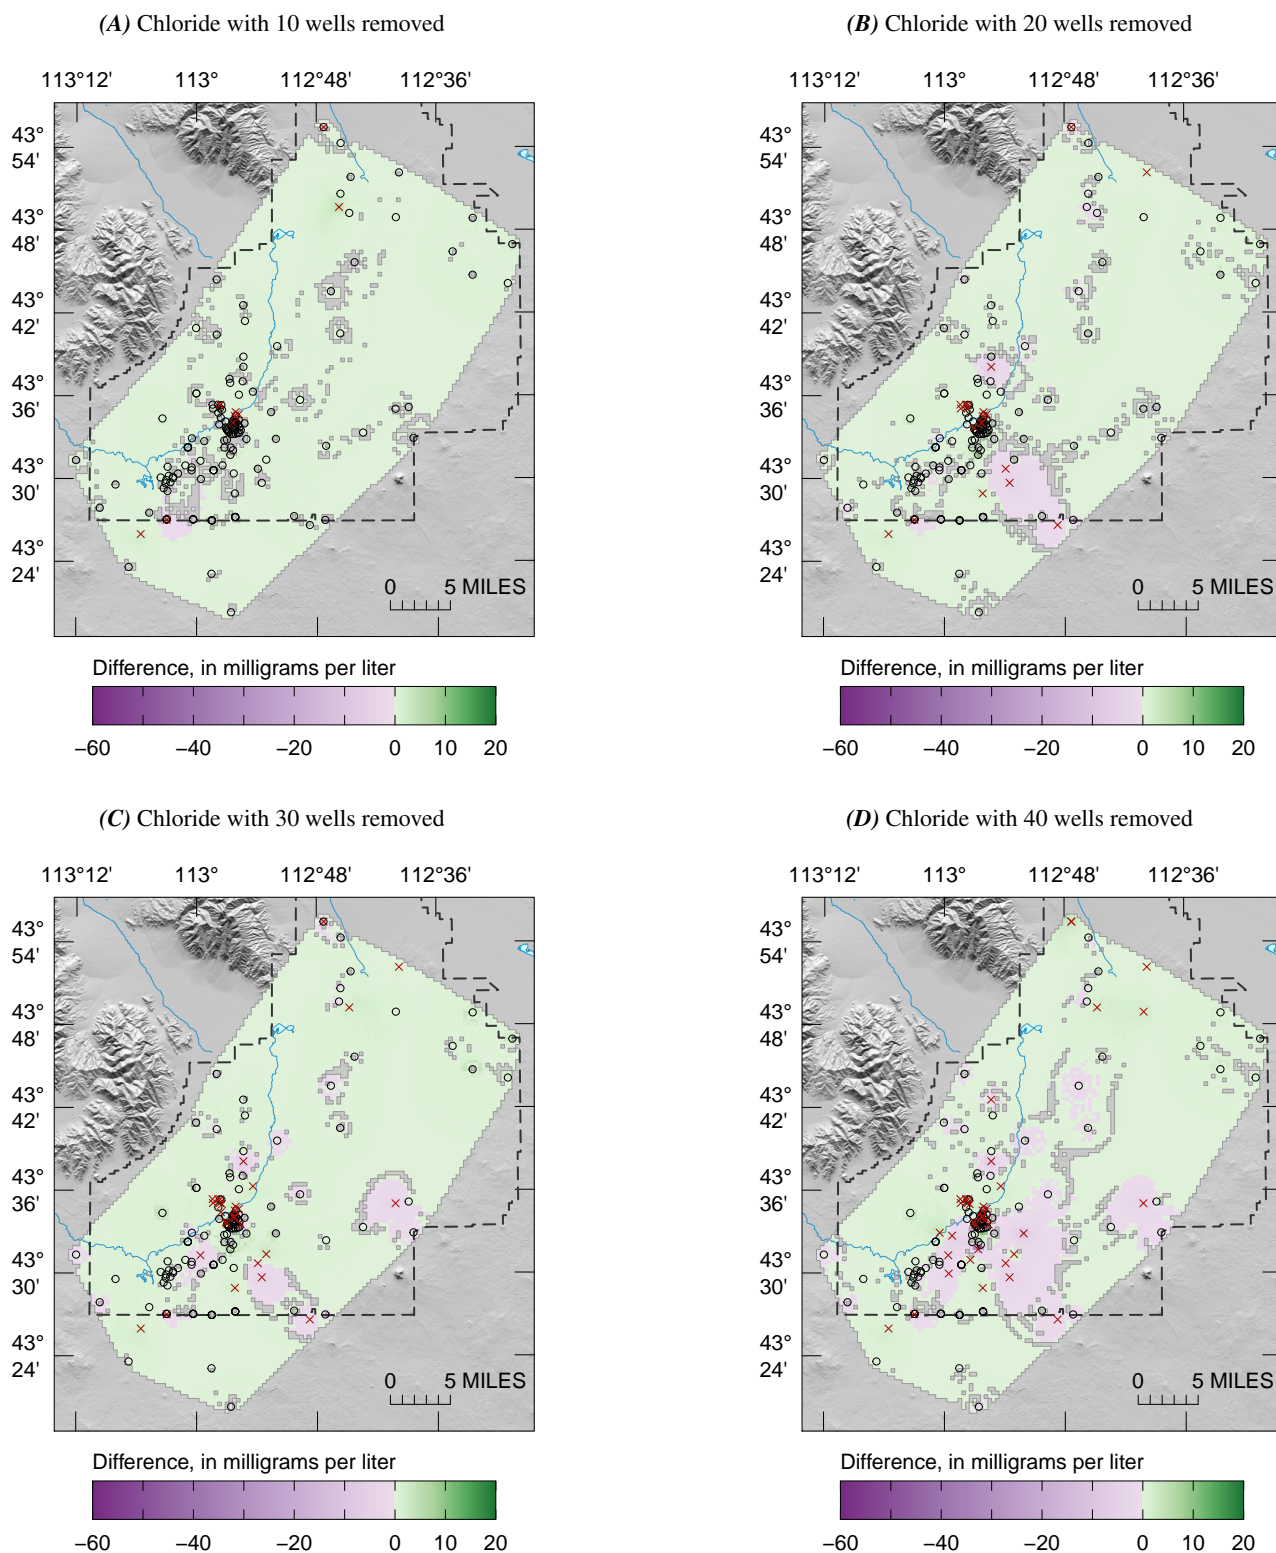 (A) Chloride with 10 wells removed
(B) Chloride with 20 wells removed
113°12' 113° 112°48' 112°36'
113°12' 113° 112°48' 112°36'
43°
54'
43°
48'
43°
42'
43°
36'
43°
30'
43°
24'
0 5 MILES
43°
54'
43°
48'
43°
42'
43°
36'
43°
30'
43°
24'
0 5 MILES
Difference, in milligrams per liter
−60 −40 −20 0 10 20
Difference, in milligrams per liter
−60 −40 −20 0 10 20
(C) Chloride with 30 wells removed
(D) Chloride with 40 wells removed
113°12' 113° 112°48' 112°36'
113°12' 113° 112°48' 112°36'
43°
54'
43°
48'
43°
42'
43°
36'
43°
30'
43°
24'
0 5 MILES
43°
54'
43°
48'
43°
42'
43°
36'
43°
30'
43°
24'
0 5 MILES
Difference, in milligrams per liter
−60 −40 −20 0 10 20
Difference, in milligrams per liter
−60 −40 −20 0 10 20